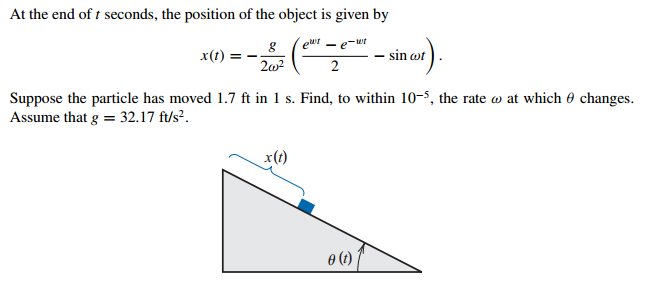 At the end of t seconds, the position of the object is given by
x(t) = −g/2ω² ( (e^wt − e^−wt)/2 − sin ωt ) .
Suppose the particle has moved 1.7 ft in 1 s. Find, to within 10⁻⁵, the rate ω at which θ changes.
Assume that g = 32.17 ft/s².
x(t)
θ (t)